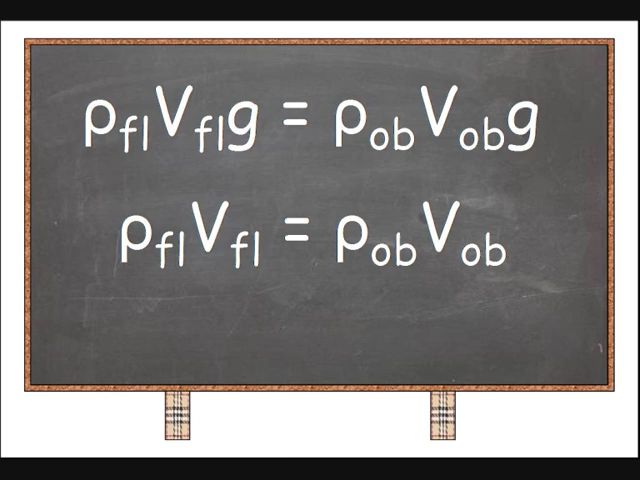 ρflVflg = ρobVobg
ρflVfl = ρobVob